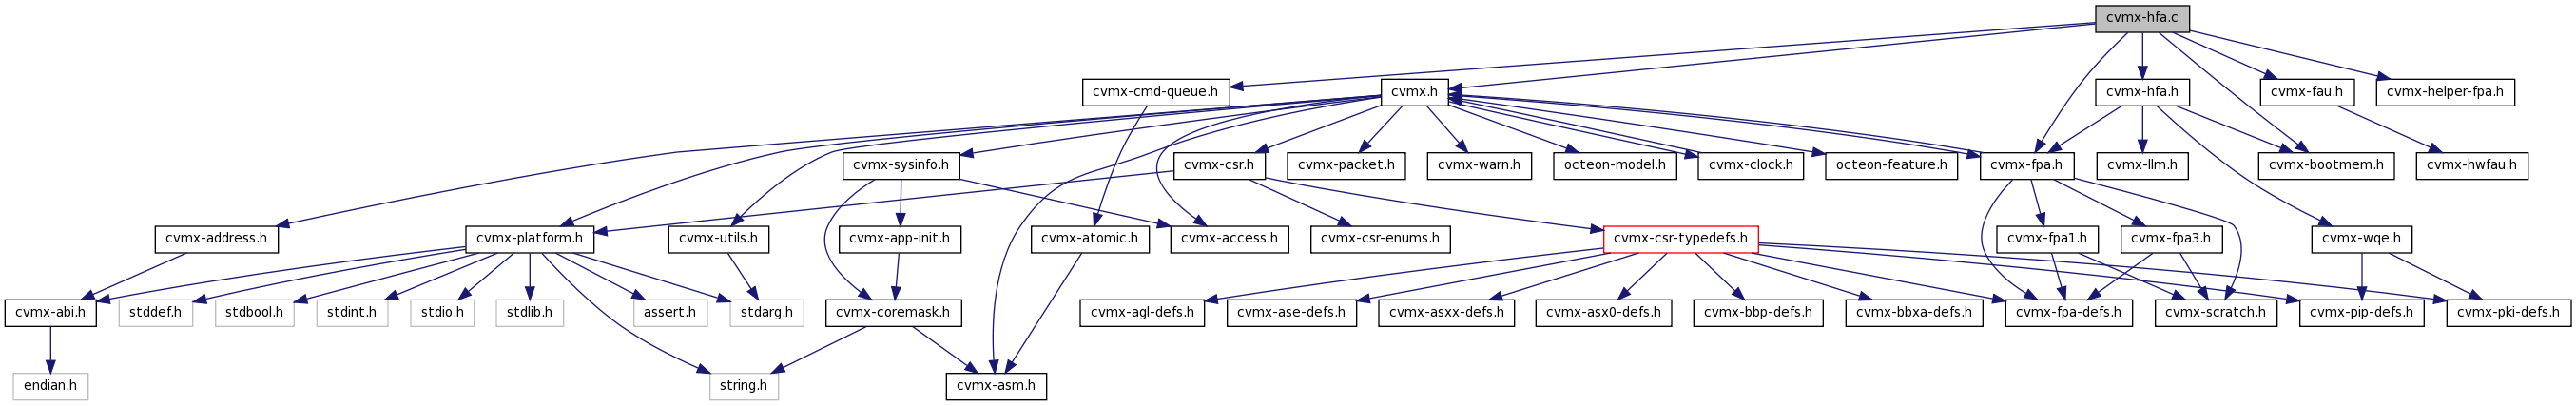 cvmx-hfa.c
cvmx-cmd-queue.h
cvmx.h
cvmx-hfa.h
cvmx-fau.h
cvmx-helper-fpa.h
cvmx-sysinfo.h
cvmx-csr.h
cvmx-packet.h
cvmx-warn.h
octeon-model.h
cvmx-clock.h
octeon-feature.h
cvmx-fpa.h
cvmx-llm.h
cvmx-bootmem.h
cvmx-hwfau.h
cvmx-address.h
cvmx-platform.h
cvmx-utils.h
cvmx-app-init.h
cvmx-atomic.h
cvmx-access.h
cvmx-csr-enums.h
cvmx-csr-typedefs.h
cvmx-fpa1.h
cvmx-fpa3.h
cvmx-wqe.h
cvmx-abi.h
stddef.h
stdbool.h
stdint.h
stdio.h
stdlib.h
assert.h
stdarg.h
cvmx-coremask.h
cvmx-agl-defs.h
cvmx-ase-defs.h
cvmx-asxx-defs.h
cvmx-asx0-defs.h
cvmx-bbp-defs.h
cvmx-bbxa-defs.h
cvmx-fpa-defs.h
cvmx-scratch.h
cvmx-pip-defs.h
cvmx-pki-defs.h
endian.h
string.h
cvmx-asm.h